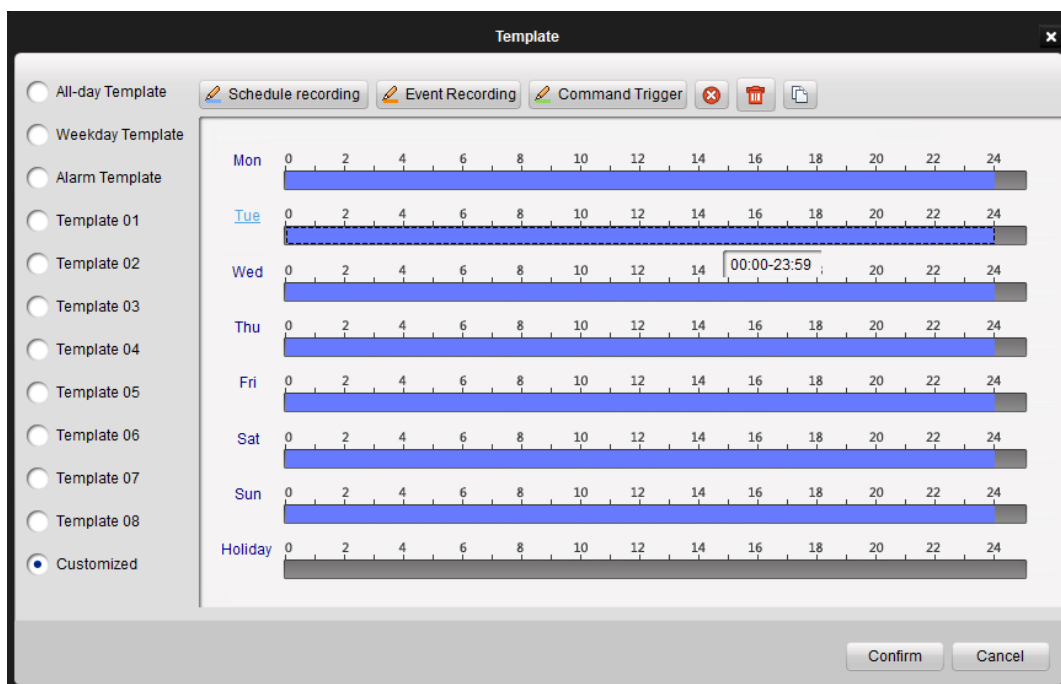 Template
All-day Template
Weekday Template
Alarm Template
Template 01
Template 02
Template 03
Template 04
Template 05
Template 06
Template 07
Template 08
Customized
Schedule recording Event Recording Command Trigger
Mon 0 2 4 6 8 10 12 14 16 18 20 22 24
Tue 0 2 4 6 8 10 12 14 16 18 20 22 24
00:00-23:59
Wed 0 2 4 6 8 10 12 14 20 22 24
Thu 0 2 4 6 8 10 12 14 16 18 20 22 24
Fri 0 2 4 6 8 10 12 14 16 18 20 22 24
Sat 0 2 4 6 8 10 12 14 16 18 20 22 24
Sun 0 2 4 6 8 10 12 14 16 18 20 22 24
Holiday 0 2 4 6 8 10 12 14 16 18 20 22 24
Confirm Cancel